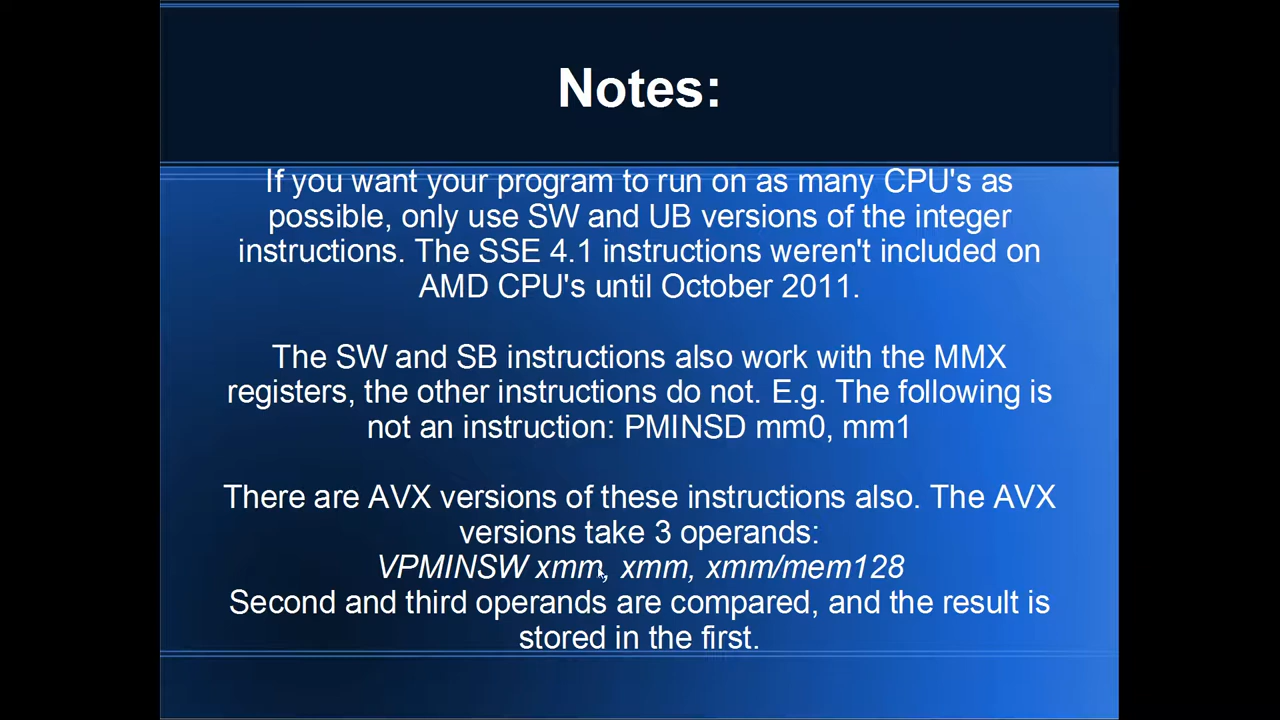 Notes:
If you want your program to run on as many CPU's as
possible, only use SW and UB versions of the integer
instructions. The SSE 4.1 instructions weren't included on
AMD CPU's until October 2011.
The SW and SB instructions also work with the MMX
registers, the other instructions do not. E.g. The following is
not an instruction: PMINSD mm0, mm1
There are AVX versions of these instructions also. The AVX
versions take 3 operands:
VPMINSW xmm, xmm, xmm/mem128
Second and third operands are compared, and the result is
stored in the first.